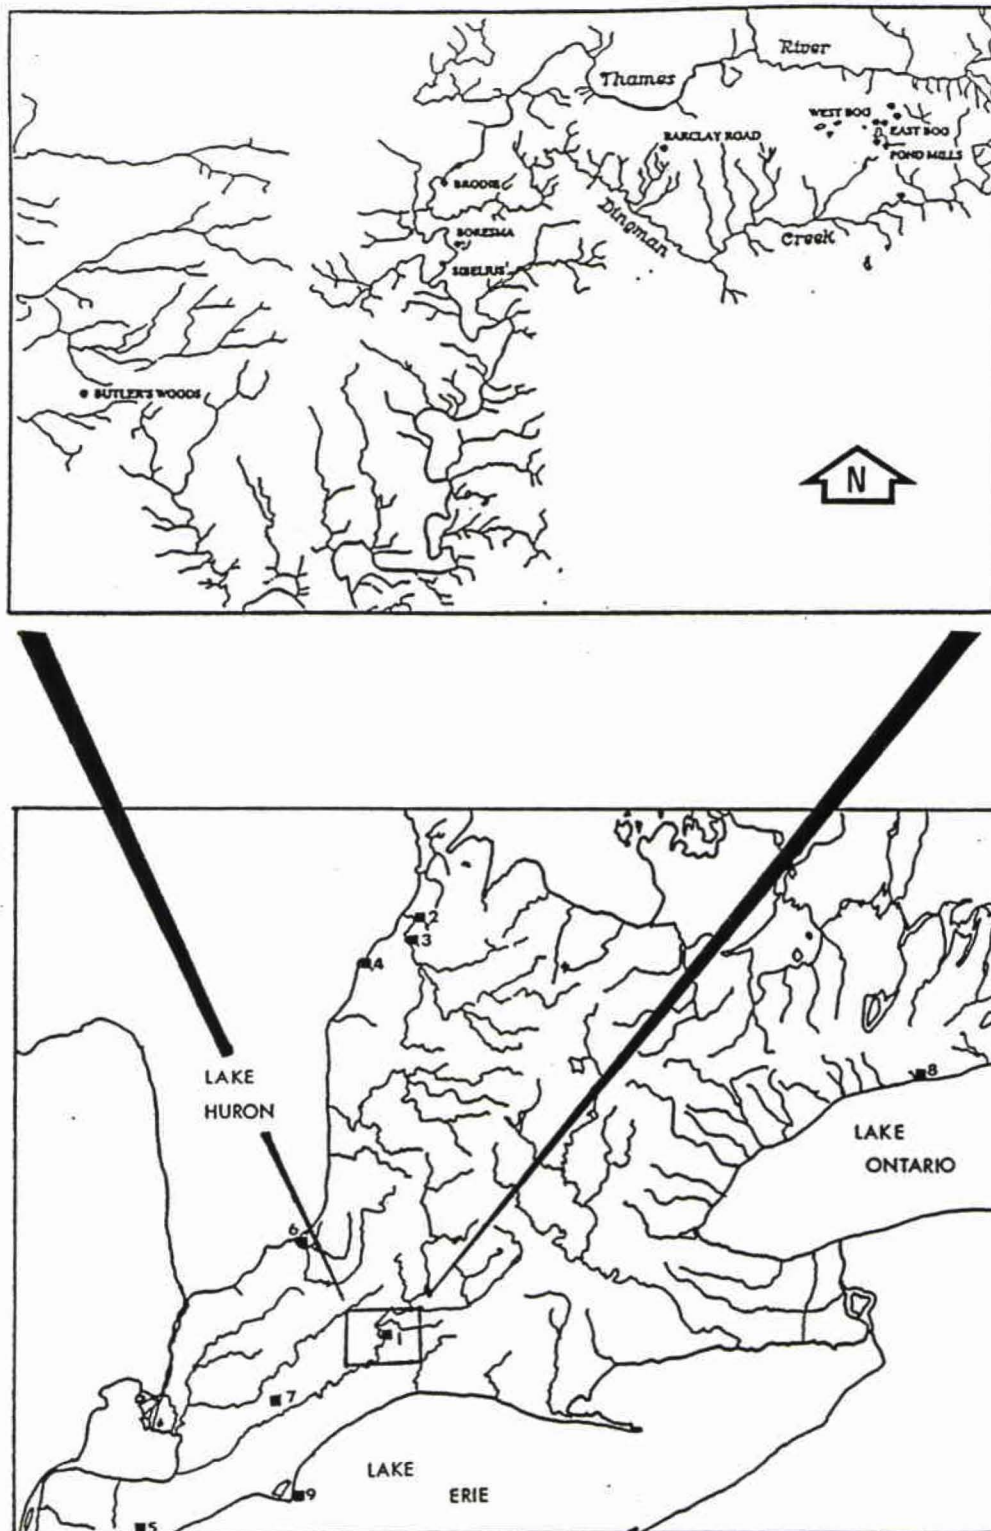 River
Thames
WEST BOG
EAST BOG
BARCLAY ROAD
POND MILLS
BRODIE
Dingman
BORESMA
Creek
SIBELIUS
BUTLER'S WOODS
N
2
3
4
LAKE
HURON
8
LAKE
ONTARIO
6
1
7
LAKE
ERIE
9
5